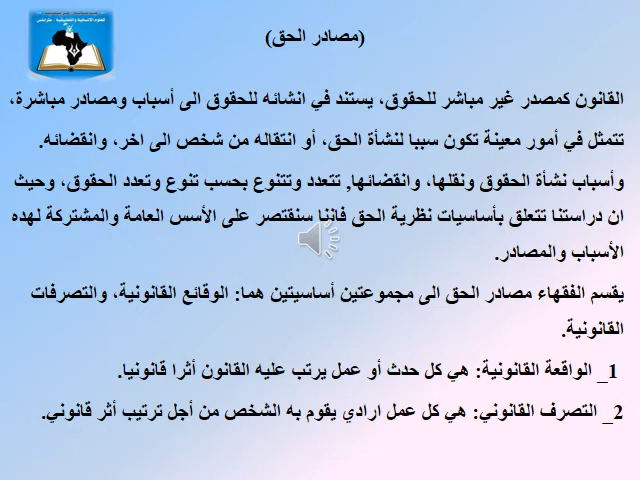 (مصادر الحق)
القانون كمصدر غير مباشر للحقوق، يستند في انشائه للحقوق الى أسباب ومصادر مباشرة،
تتمثل في أمور معينة تكون سببا لنشأة الحق، أو انتقاله من شخص الى اخر، وانقضائه.
وأسباب نشأة الحقوق ونقلها، وانقضائها, تتعدد وتتنوع بحسب تنوع وتعدد الحقوق، وحيث
ان دراستنا تتعلق بأساسيات نظرية الحق فاننا سنقتصر على الأسس العامة والمشتركة لهده
الأسباب والمصادر.
يقسم الفقهاء مصادر الحق الى مجموعتين أساسيتين هما: الوقائع القانونية، والتصرفات
القانونية.
1_ الواقعة القانونية: هي كل حدث أو عمل يرتب عليه القانون أثرا قانونيا.
2_ التصرف القانوني: هي كل عمل ارادي يقوم به الشخص من أجل ترتيب أثر قانوني.